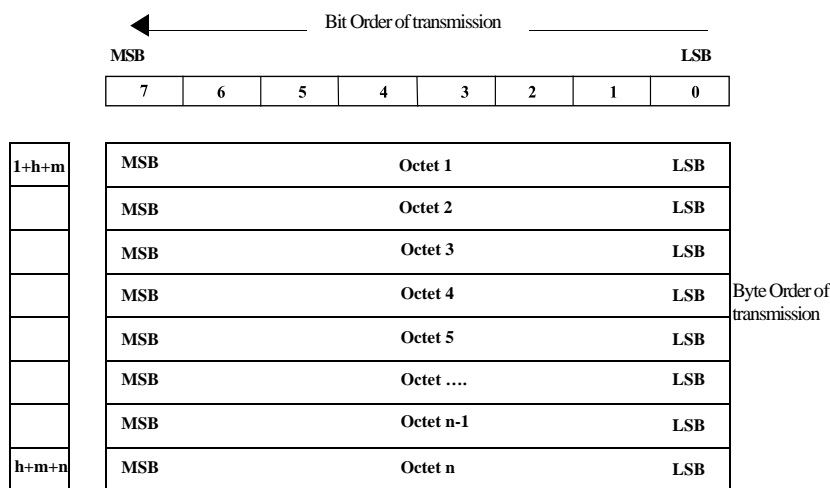 Bit Order of transmission
MSB LSB
7 6 5 4 3 2 1 0
1+h+m MSB Octet 1 LSB
MSB Octet 2 LSB
MSB Octet 3 LSB
MSB Octet 4 LSB Byte Order of
transmission
MSB Octet 5 LSB
MSB Octet .... LSB
MSB Octet n-1 LSB
h+m+n MSB Octet n LSB